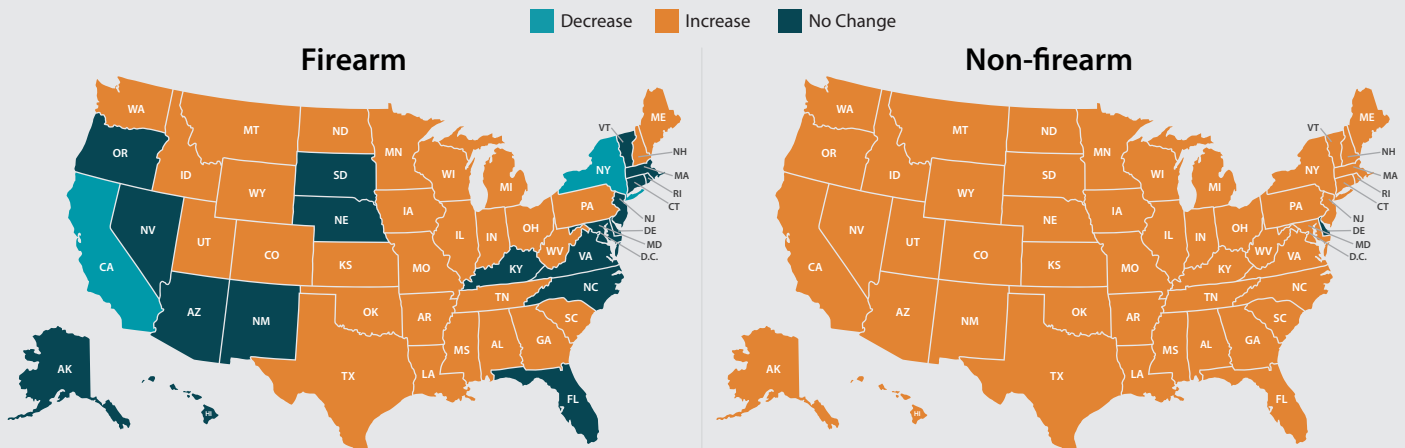 Decrease Increase No Change
Firearm
Non-firearm
WA
OR
CA
NV
ID
MT
WY
UT
AZ
CO
NM
ND
SD
NE
KS
OK
TX
MN
IA
MO
AR
LA
WI
IL
MI
IN
OH
KY
TN
MS
AL
GA
FL
SC
NC
VA
WV
PA
NY
VT
ME
NH
MA
RI
CT
NJ
DE
MD
D.C.
AK
HI
WA
OR
CA
NV
ID
MT
WY
UT
AZ
CO
NM
ND
SD
NE
KS
OK
TX
MN
IA
MO
AR
LA
WI
IL
MI
IN
OH
KY
TN
MS
AL
GA
FL
SC
NC
VA
WV
PA
NY
VT
ME
NH
MA
RI
CT
NJ
DE
MD
D.C.
AK
HI